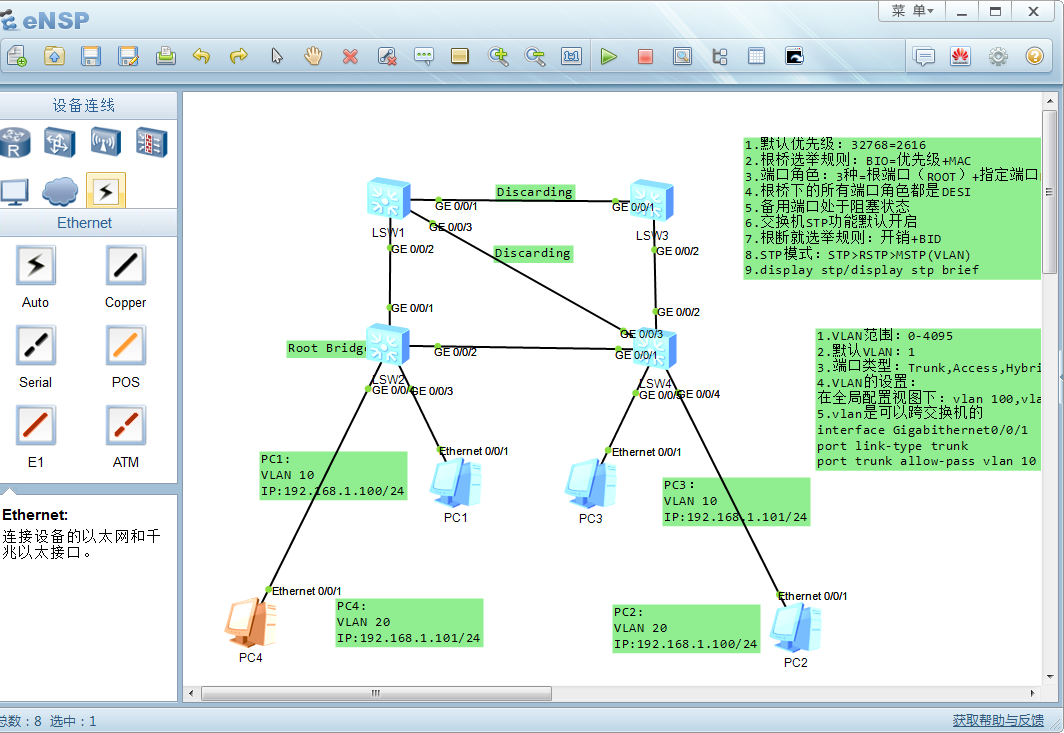 eNSP
菜 单
设备连线
Ethernet
Auto
Copper
Serial
POS
E1
ATM
Ethernet:
连接设备的以太网和千
兆以太接口。
1.默认优先级：32768=2616
2.根桥选举规则：BIO=优先级+MAC
3.端口角色：3种=根端口（ROOT）+指定端口
4.根桥下的所有端口角色都是DESI
5.备用端口处于阻塞状态
6.交换机STP功能默认开启
7.根断就选举规则：开销+BID
8.STP模式：STP>RSTP>MSTP(VLAN)
9.display stp/display stp brief
Discarding
GE 0/0/1
GE 0/0/1
LSW1
GE 0/0/3
LSW3
GE 0/0/2
Discarding
GE 0/0/2
GE 0/0/1
GE 0/0/2
GE 0/0/3
Root Bridge
GE 0/0/2
GE 0/0/1
LSW2
GE 0/0/3
LSW4
GE 0/0/4
1.VLAN范围：0-4095
2.默认VLAN：1
3.端口类型：Trunk,Access,Hybri
4.VLAN的设置：
在全局配置视图下：vlan 100,vla
5.vlan是可以跨交换机的
interface Gigabithernet0/0/1
port link-type trunk
port trunk allow-pass vlan 10
PC1:
VLAN 10
IP:192.168.1.100/24
Ethernet 0/0/1
PC1
Ethernet 0/0/1
PC3
PC3:
VLAN 10
IP:192.168.1.101/24
Ethernet 0/0/1
PC4
PC4:
VLAN 20
IP:192.168.1.101/24
PC2:
VLAN 20
IP:192.168.1.100/24
Ethernet 0/0/1
PC2
总数：8 选中：1
获取帮助与反馈